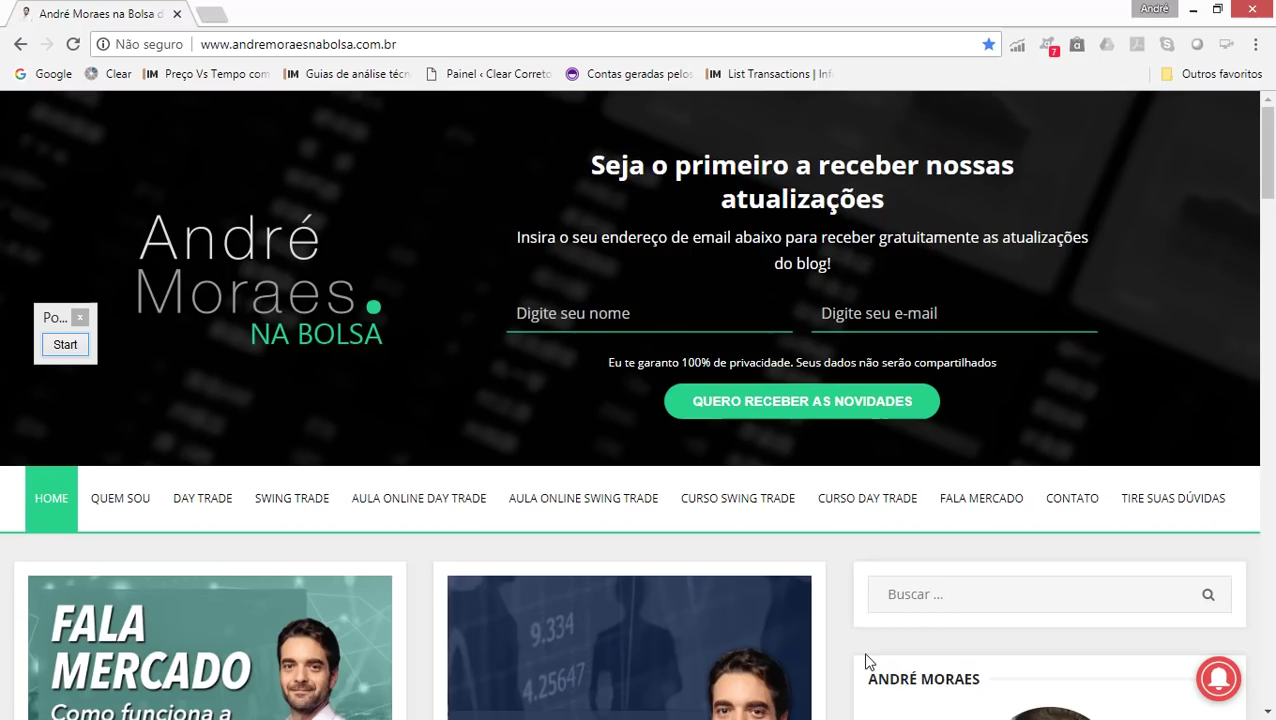 André Moraes na Bolsa d
André
Não seguro
www.andremoraesnabolsa.com.br
7
Google
Clear
IM Preço Vs Tempo com
IM Guias de análise técn
Painel ‹ Clear Correto
Contas geradas pelos
IM List Transactions | Inf
Outros favoritos
Seja o primeiro a receber nossas
atualizações
Insira o seu endereço de email abaixo para receber gratuitamente as atualizações
do blog!
André
Moraes.
NA BOLSA
Digite seu nome
Digite seu e-mail
Po...
Start
Eu te garanto 100% de privacidade. Seus dados não serão compartilhados
QUERO RECEBER AS NOVIDADES
HOME
QUEM SOU
DAY TRADE
SWING TRADE
AULA ONLINE DAY TRADE
AULA ONLINE SWING TRADE
CURSO SWING TRADE
CURSO DAY TRADE
FALA MERCADO
CONTATO
TIRE SUAS DÚVIDAS
FALA
MERCADO
Como funciona a
9.334
4.25647
Buscar ...
ANDRÉ MORAES